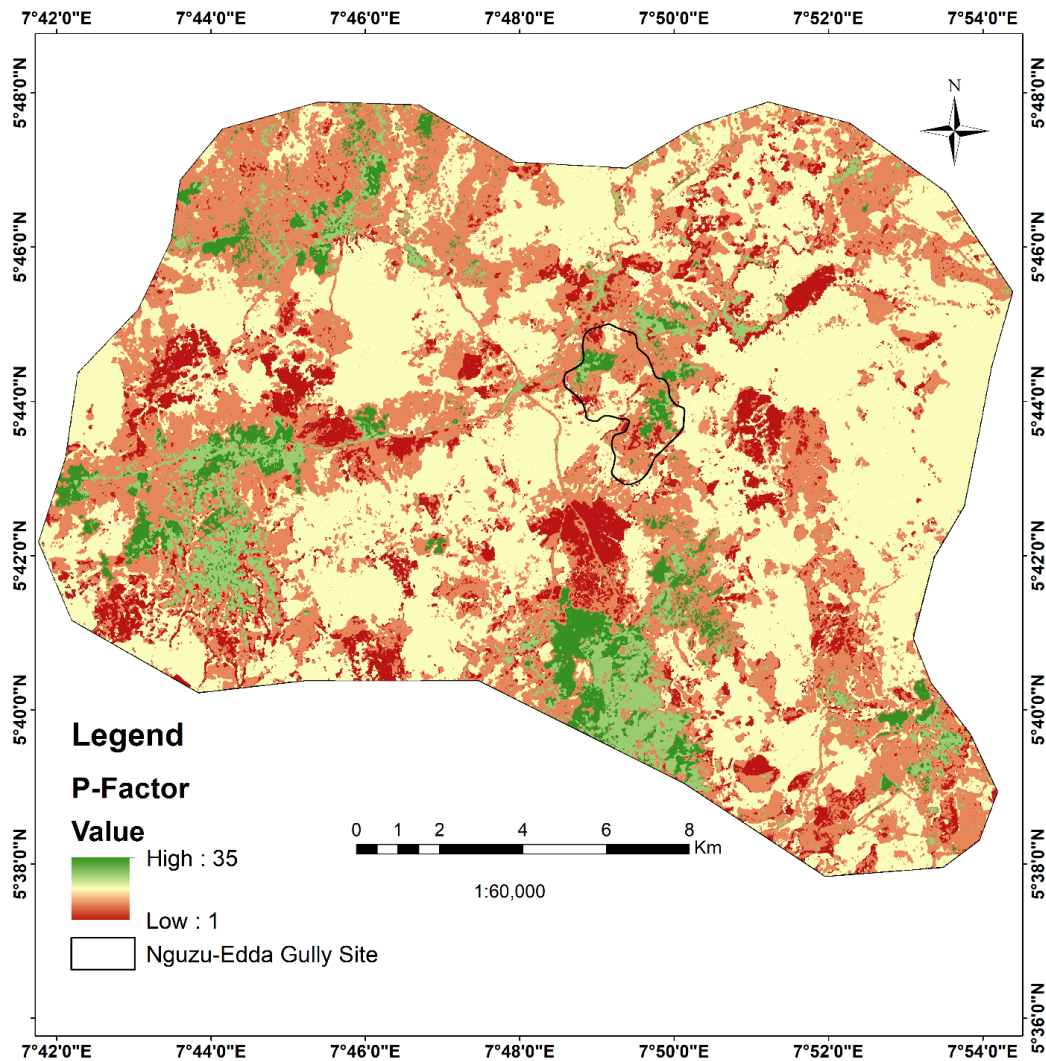 7°42'0"E 7°44'0"E 7°46'0"E 7°48'0"E 7°50'0"E 7°52'0"E 7°54'0"E
N
5°48'0"N 5°48'0"N
5°46'0"N 5°46'0"N
5°44'0"N 5°44'0"N
5°42'0"N 5°42'0"N
5°40'0"N 5°40'0"N
5°38'0"N 5°38'0"N
5°36'0"N
Legend
P-Factor
Value
High : 35
Low : 1
Nguzu-Edda Gully Site
0 1 2 4 6 8
Km
1:60,000
7°42'0"E 7°44'0"E 7°46'0"E 7°48'0"E 7°50'0"E 7°52'0"E 7°54'0"E